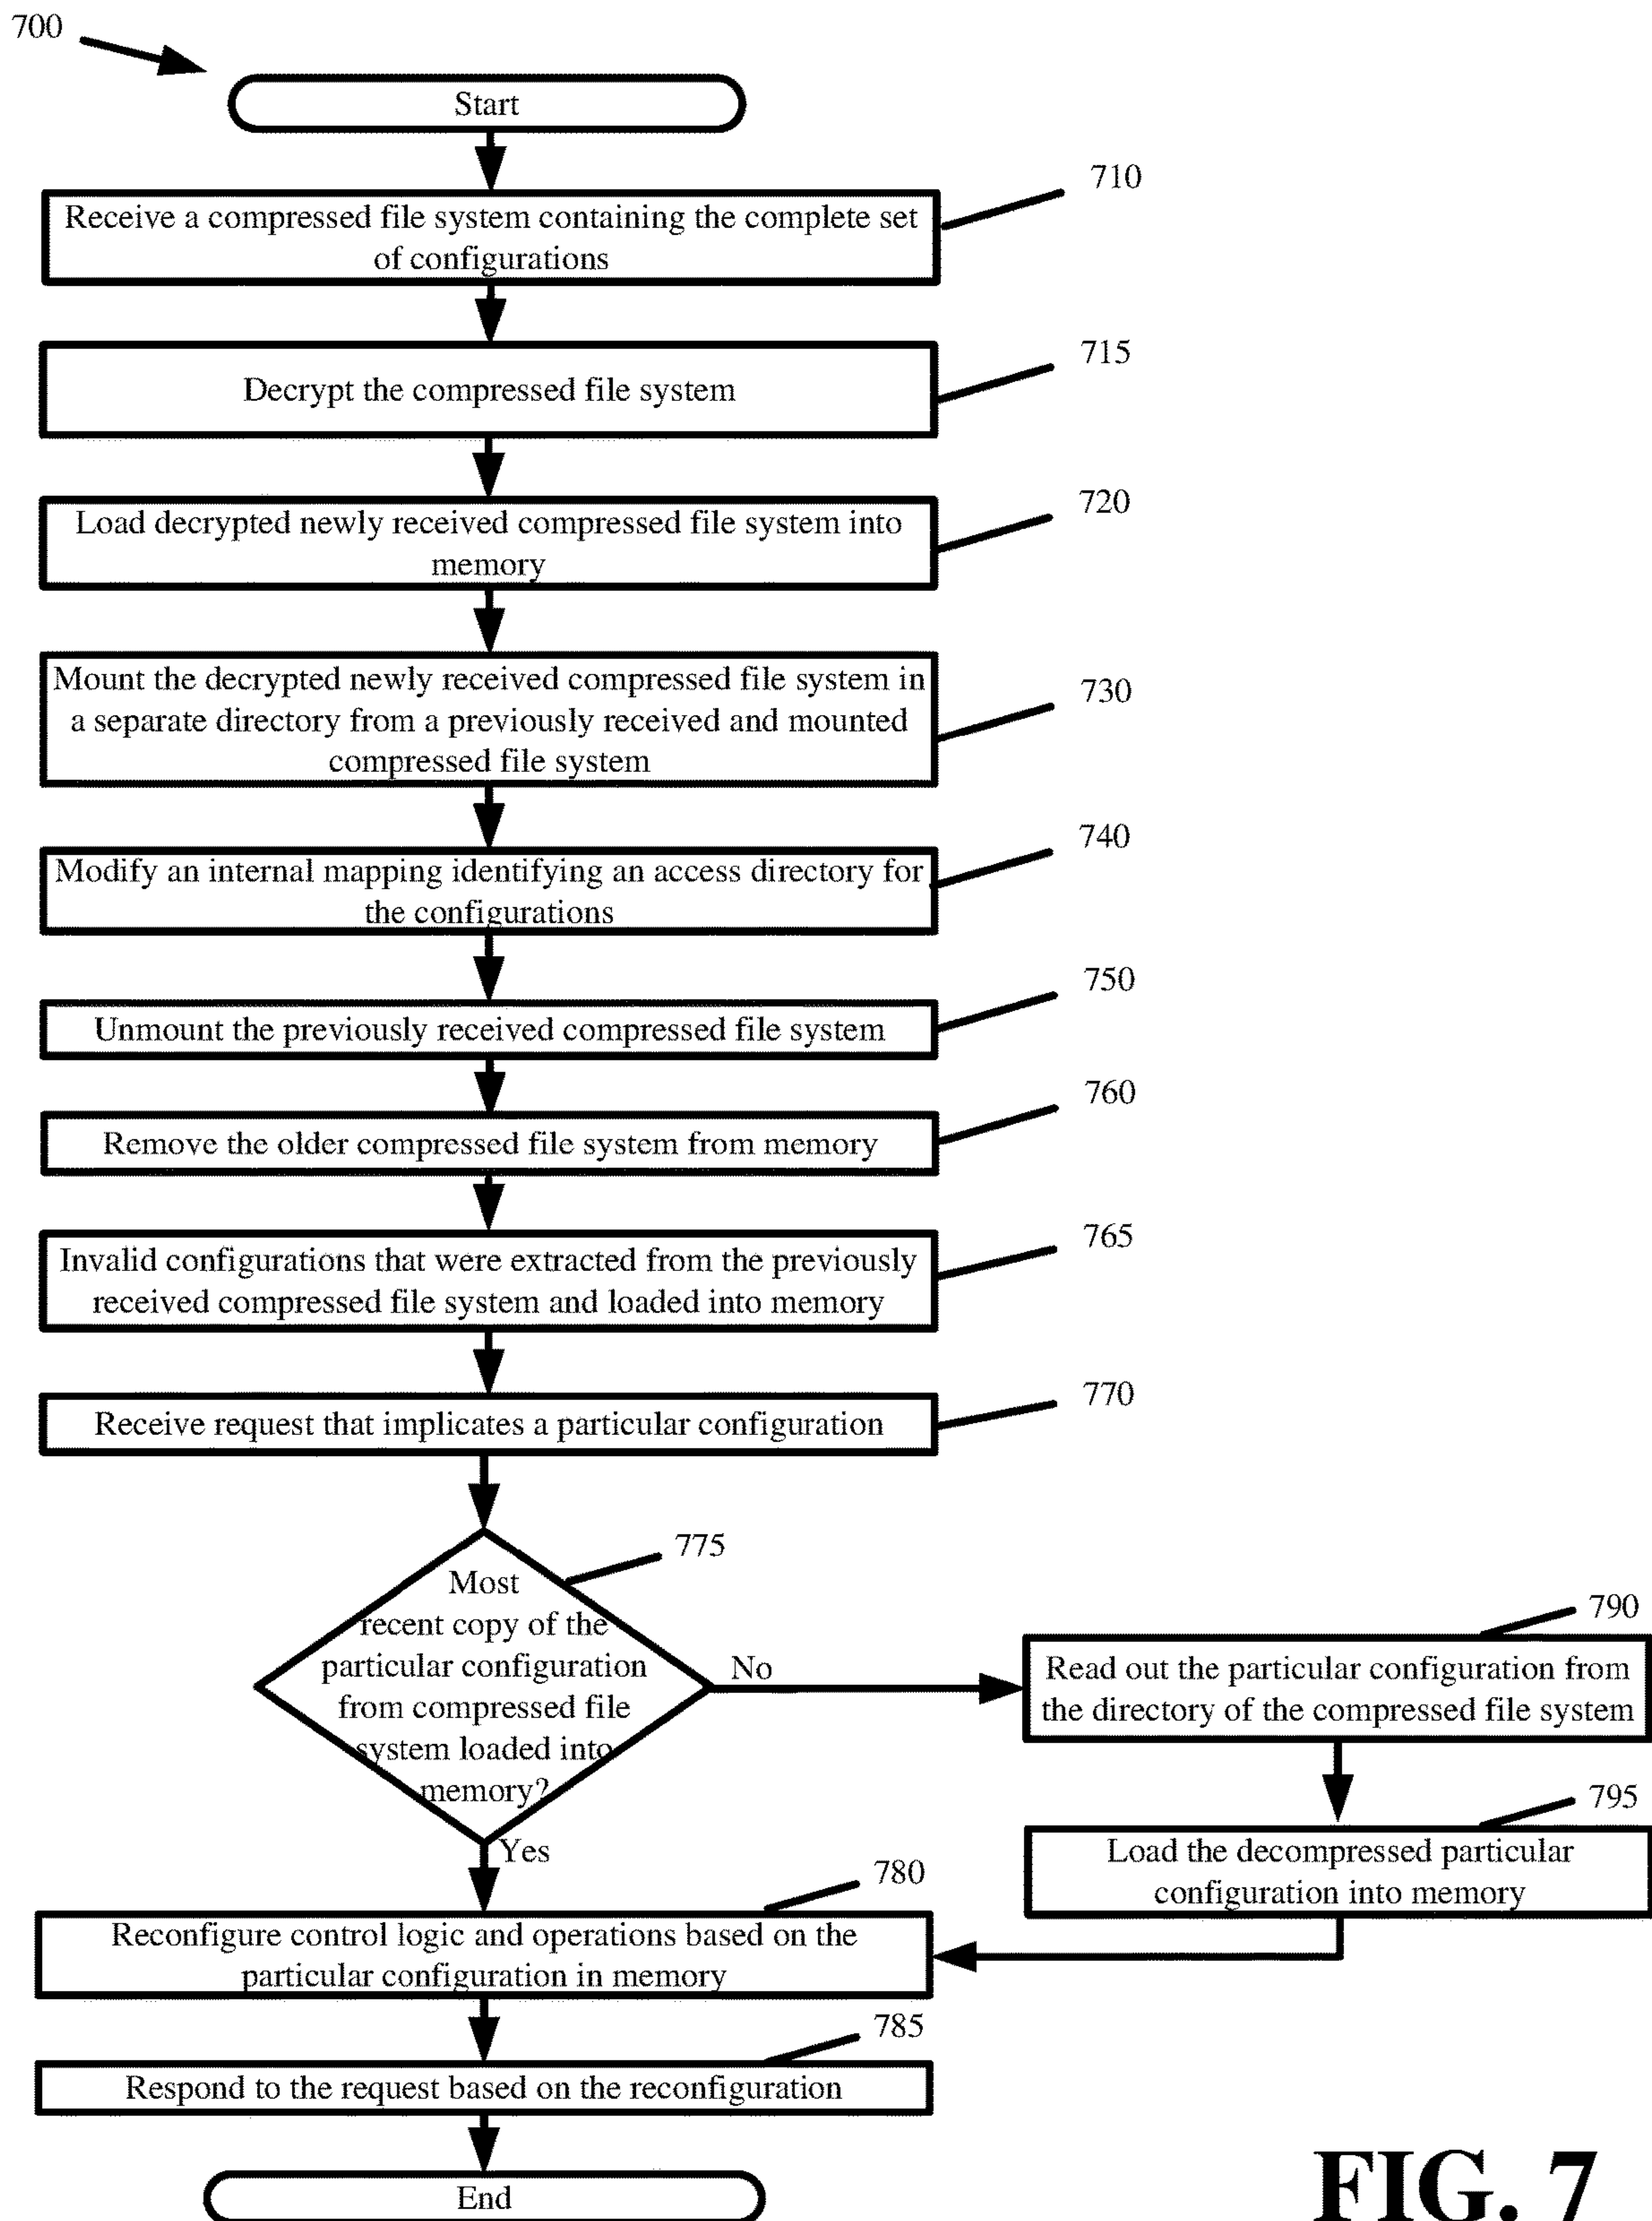 700
Start
710
Receive a compressed file system containing the complete set
of configurations
715
Decrypt the compressed file system
720
Load decrypted newly received compressed file system into
memory
730
Mount the decrypted newly received compressed file system in
a separate directory from a previously received and mounted
compressed file system
740
Modify an internal mapping identifying an access directory for
the configurations
750
Unmount the previously received compressed file system
760
Remove the older compressed file system from memory
765
Invalid configurations that were extracted from the previously
received compressed file system and loaded into memory
770
Receive request that implicates a particular configuration
775
Most
recent copy of the
particular configuration
from compressed file
system loaded into
memory?
No
790
Read out the particular configuration from
the directory of the compressed file system
795
Load the decompressed particular
configuration into memory
Yes
780
Reconfigure control logic and operations based on the
particular configuration in memory
785
Respond to the request based on the reconfiguration
End
FIG. 7